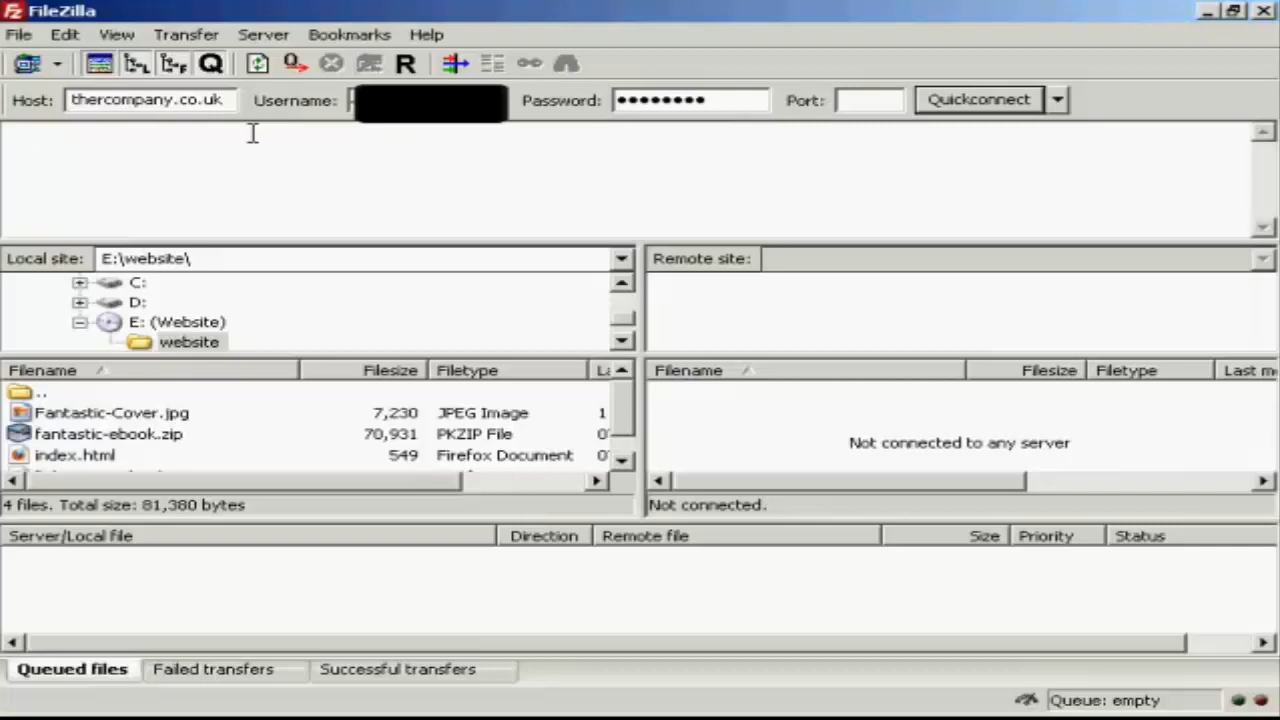 FileZilla
File Edit View Transfer Server Bookmarks Help
Host: thercompany.co.uk Username: Password: ●●●●●●●● Port: Quickconnect
Local site: E:\website\ Remote site:
C:
D:
E: (Website)
website
Filename Filesize Filetype Filename Filesize Filetype Last m
..
Fantastic-Cover.jpg 7,230 JPEG Image 1
fantastic-ebook.zip 70,931 PKZIP File
index.html 549 Firefox Document
Not connected to any server
4 files. Total size: 81,380 bytes Not connected.
Server/Local file Direction Remote file Size Priority Status
Queued files Failed transfers Successful transfers
Queue: empty